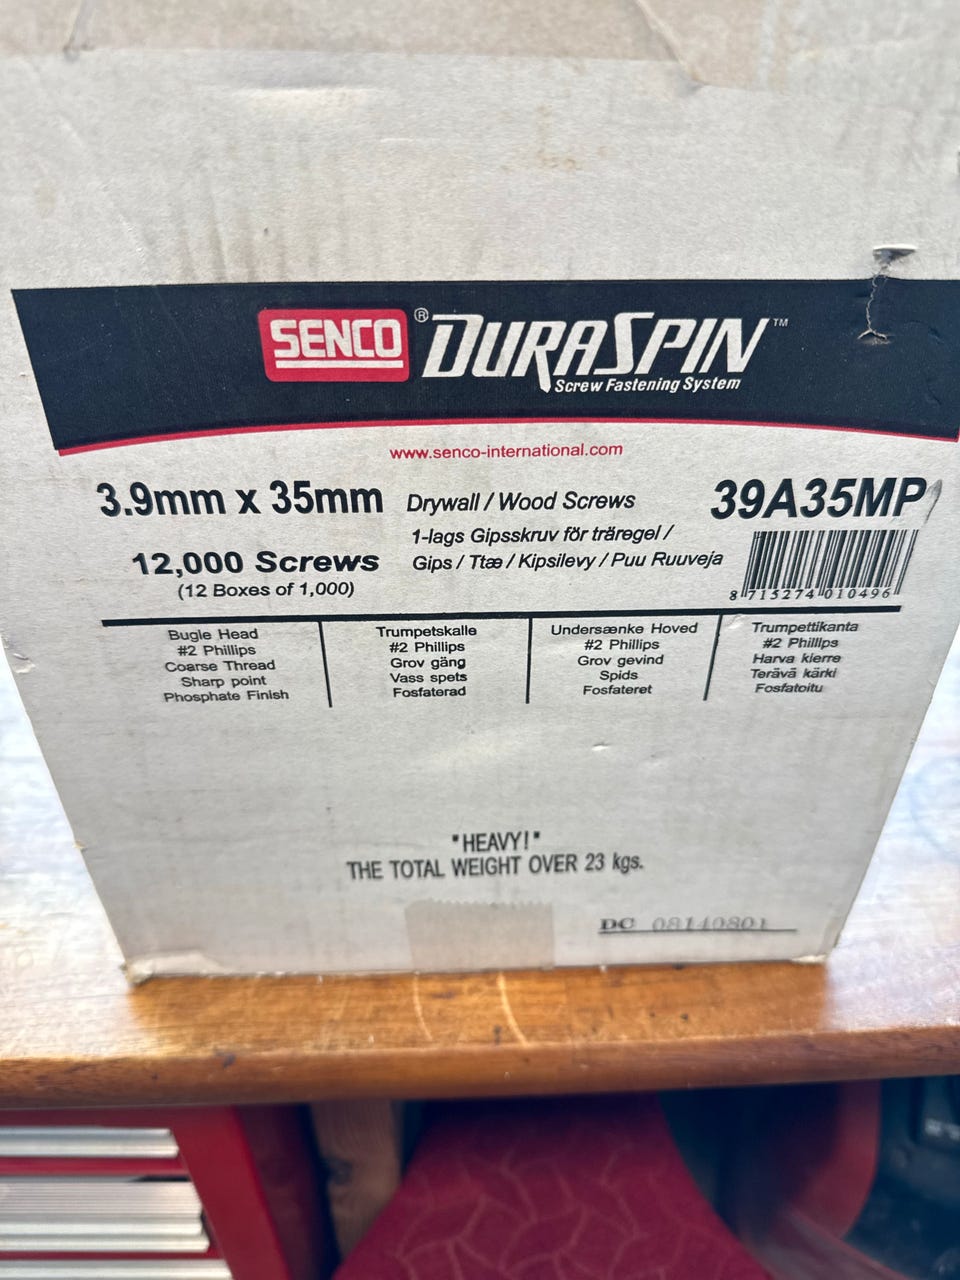 SENCO® DURASPIN™
Screw Fastening System
www.senco-international.com
3.9mm x 35mm
Drywall / Wood Screws
39A35MP
1-lags Gipsskruv för träregel /
12,000 Screws
Gips / Ttæ / Kipsilevy / Puu Ruuveja
(12 Boxes of 1,000)
8 715274 010496
Bugle Head
#2 Phillips
Coarse Thread
Sharp point
Phosphate Finish
Trumpetskalle
#2 Phillips
Grov gäng
Vass spets
Fosfaterad
Undersænke Hoved
#2 Phillips
Grov gevind
Spids
Fosfateret
Trumpettikanta
#2 Phillips
Harva kierre
Terävä kärki
Fosfatoitu
"HEAVY!"
THE TOTAL WEIGHT OVER 23 kgs.
DC 08140801